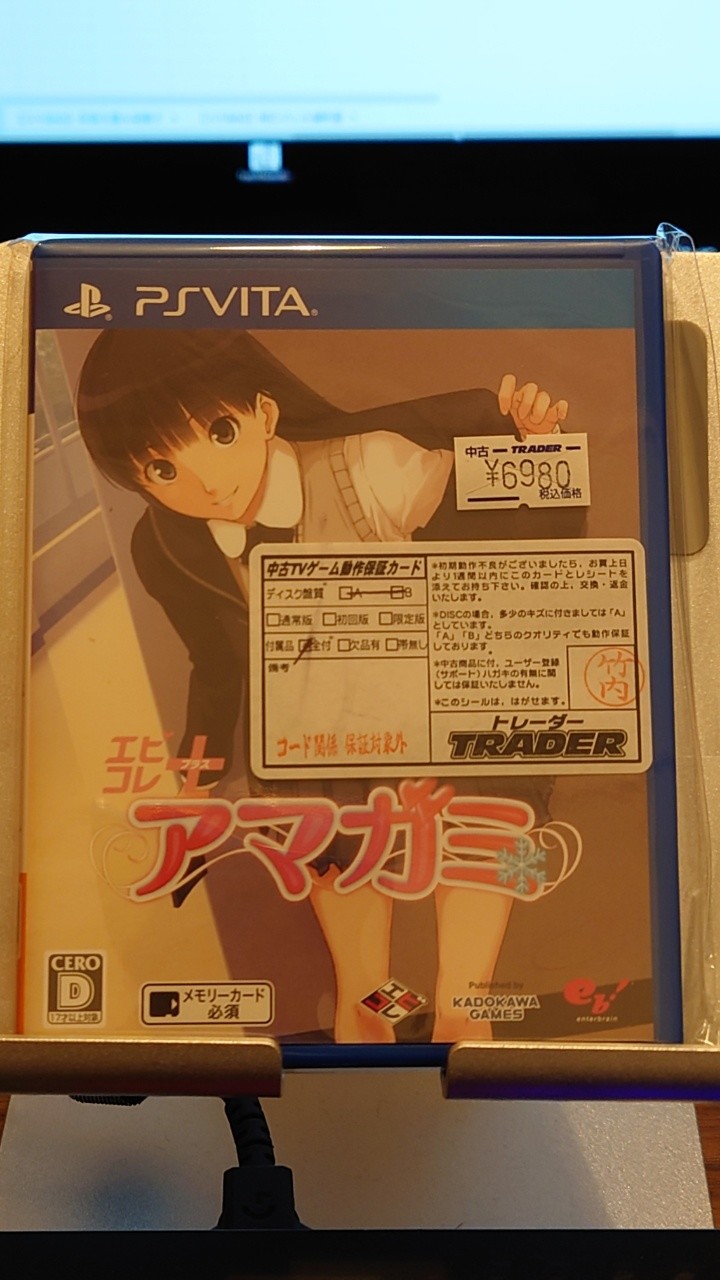 PSVITA
中古 TRADER
¥6980
税込価格
中古TVゲーム動作保証カード
ディスク盤質 □A □B
□通常版 □初回版 □限定版
付属品 □全付 □欠品有 □帯無し
備考
コード関係 保証対象外
*初期動作不良がございましたら、お買上日
より1週間以内にこのカードとレシートを
添えてお持ち下さい。確認の上、交換・返金
いたします。
*DISCの場合、多少のキズに付きましては「A」
としています。
「A」「B」どちらのクオリティでも動作保証
しております。
*中古商品に付、ユーザー登録
(サポート)ハガキの有無に関
しては保証いたしません。
*このシールは、はがせます。
竹内
トレーダー
TRADER
エビ
コレ+
プラス
アマガミ
CERO
D
17才以上対象
メモリーカード
必須
エビコレ
Published by
KADOKAWA
GAMES
eb!
enterbrain